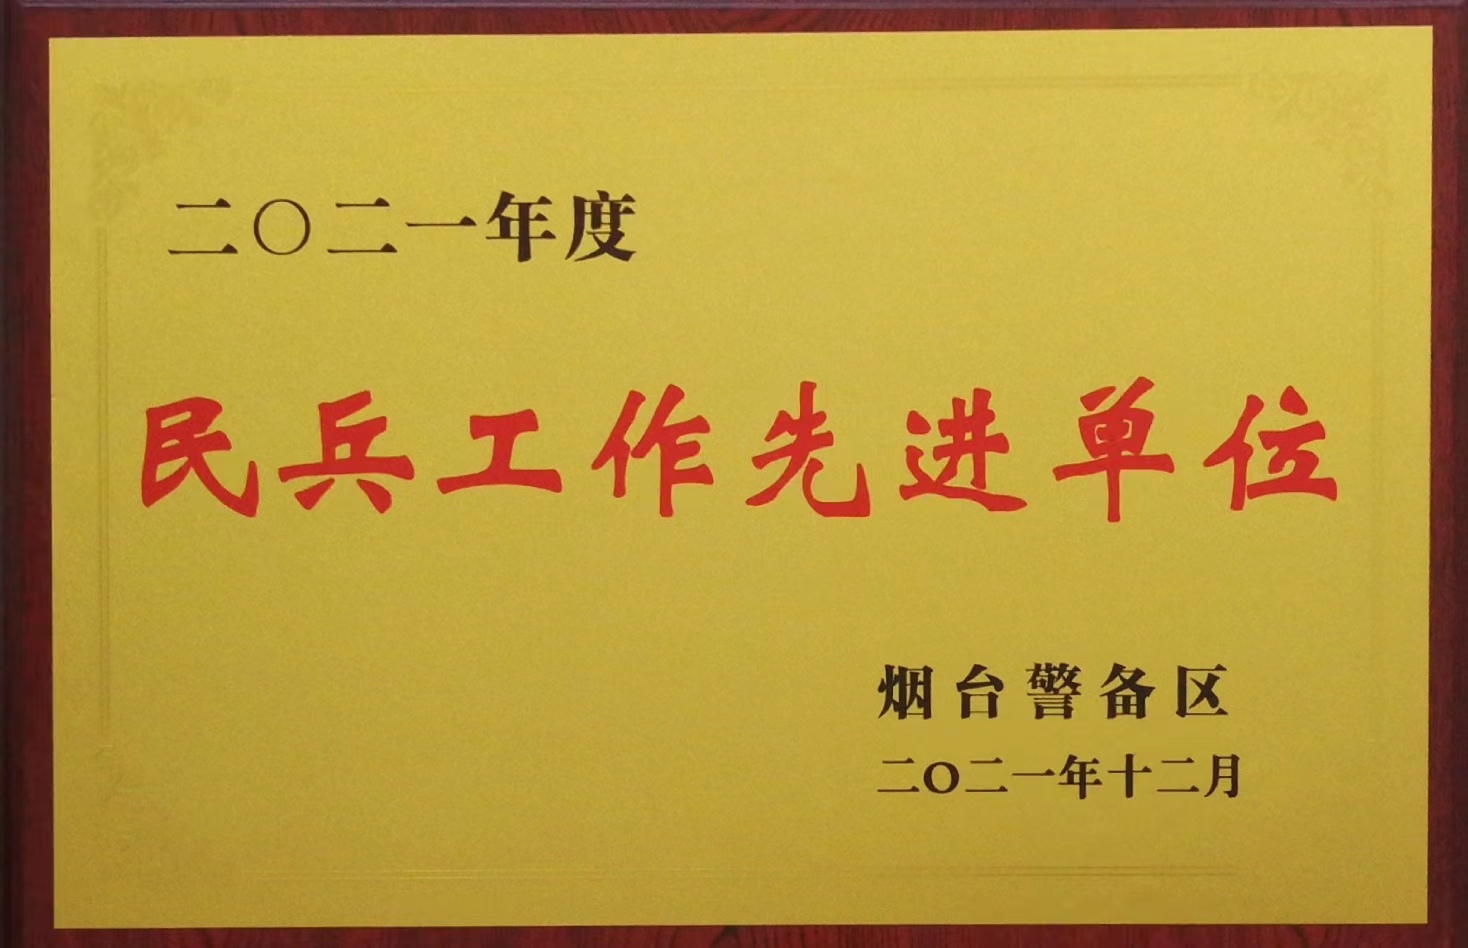 二〇二一年度
民兵工作先进单位
烟台警备区
二〇二一年十二月